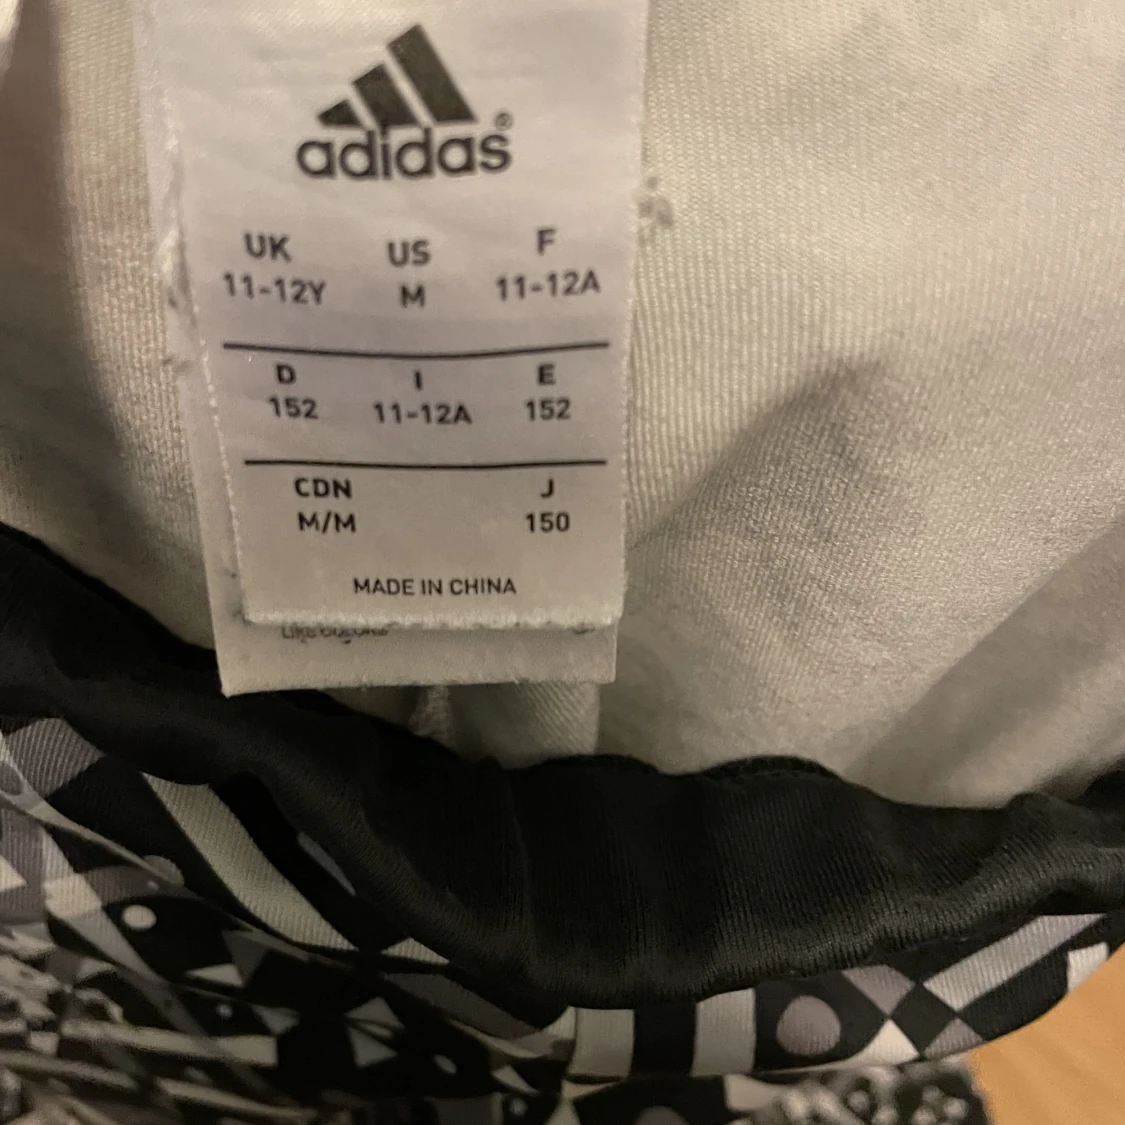 adidas®
UK US F
11-12Y M 11-12A
D I E
152 11-12A 152
CDN J
M/M 150
MADE IN CHINA